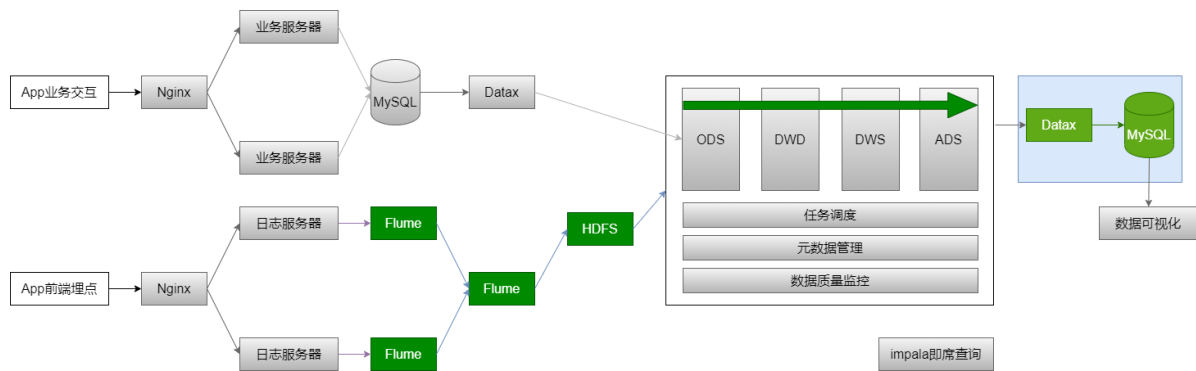 App业务交互
Nginx
业务服务器
业务服务器
MySQL
Datax
App前端埋点
Nginx
日志服务器
日志服务器
Flume
Flume
Flume
HDFS
ODS
DWD
DWS
ADS
任务调度
元数据管理
数据质量监控
Datax
MySQL
数据可视化
impala即席查询